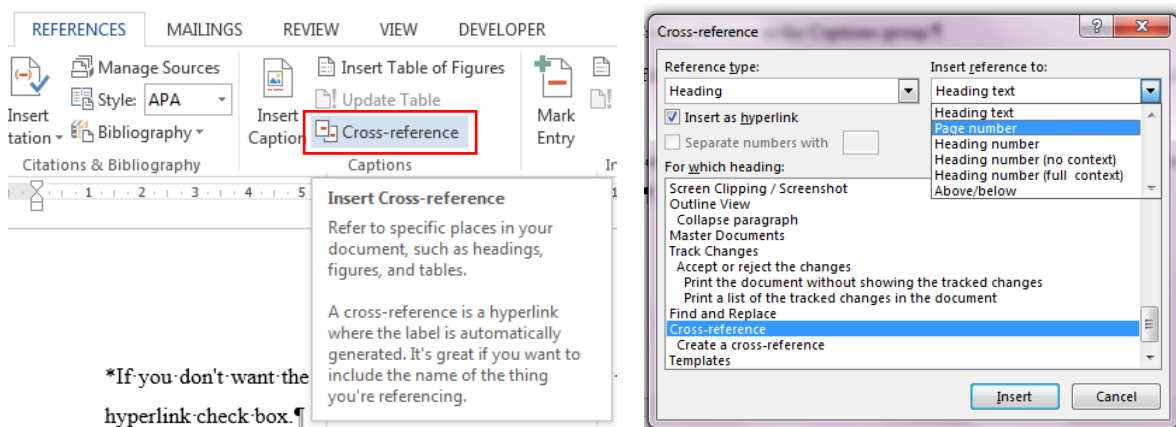 REFERENCES MAILINGS REVIEW VIEW DEVELOPER
Manage Sources
Style: APA
Bibliography
Insert
tation
Citations & Bibliography
Insert
Caption
Insert Table of Figures
Update Table
Cross-reference
Captions
Mark
Entry
In
1 2 3 4 5
Insert Cross-reference
Refer to specific places in your
document, such as headings,
figures, and tables.
A cross-reference is a hyperlink
where the label is automatically
generated. It's great if you want to
include the name of the thing
you're referencing.
*If·you·don't·want·the
hyperlink·check·box.¶
Cross-reference
Reference type:
Heading
Insert as hyperlink
Separate numbers with
For which heading:
Insert reference to:
Heading text
Heading text
Page number
Heading number
Heading number (no context)
Heading number (full context)
Above/below
Screen Clipping / Screenshot
Outline View
Collapse paragraph
Master Documents
Track Changes
Accept or reject the changes
Print the document without showing the tracked changes
Print a list of the tracked changes in the document
Find and Replace
Cross-reference
Create a cross-reference
Templates
Insert Cancel